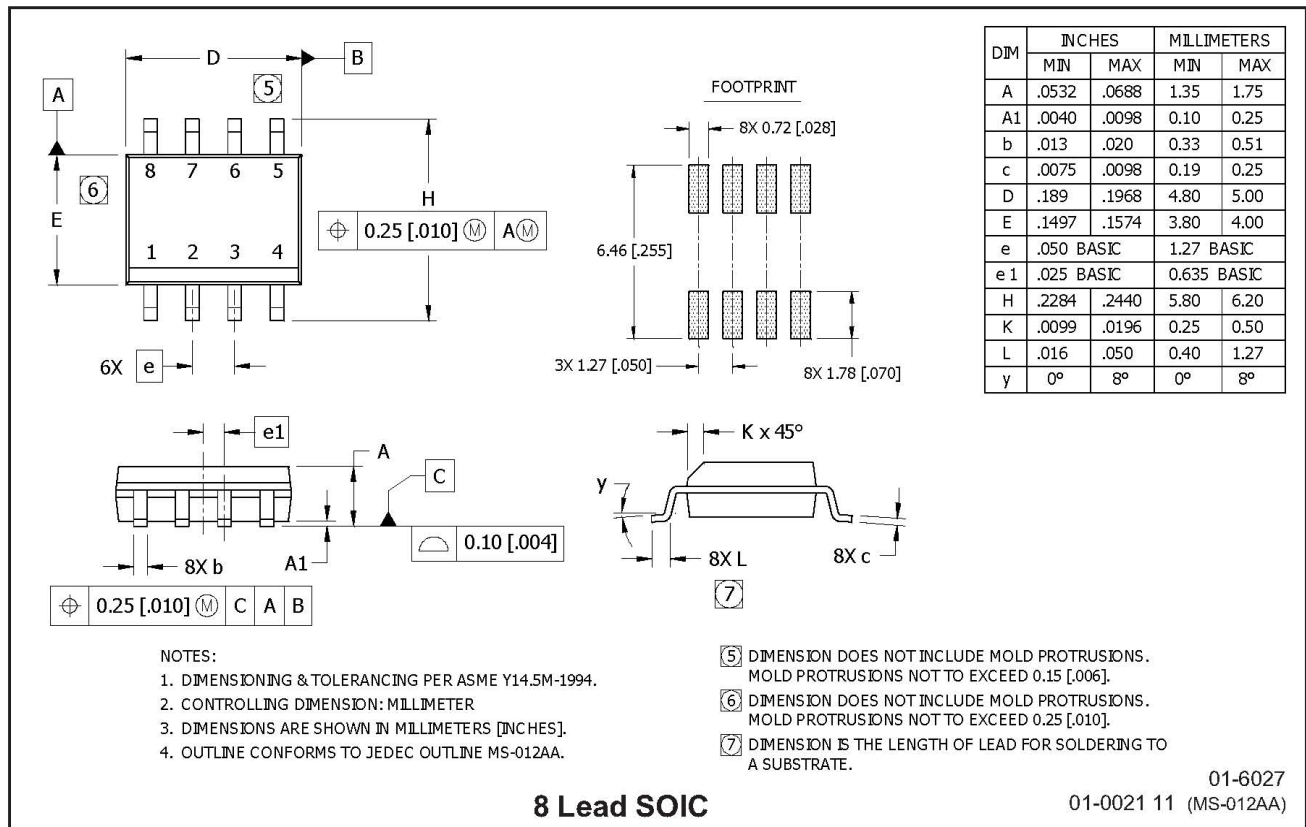 D
B
5
A
8 7 6 5
6
E
H
⌖ 0.25 [.010] Ⓜ AⓂ
1 2 3 4
6X e
FOOTPRINT
8X 0.72 [.028]
6.46 [.255]
3X 1.27 [.050]
8X 1.78 [.070]
DIM INCHES MILLIMETERS
MIN MAX MIN MAX
A .0532 .0688 1.35 1.75
A1 .0040 .0098 0.10 0.25
b .013 .020 0.33 0.51
c .0075 .0098 0.19 0.25
D .189 .1968 4.80 5.00
E .1497 .1574 3.80 4.00
e .050 BASIC 1.27 BASIC
e 1 .025 BASIC 0.635 BASIC
H .2284 .2440 5.80 6.20
K .0099 .0196 0.25 0.50
L .016 .050 0.40 1.27
y 0° 8° 0° 8°
e1
A
C
⌓ 0.10 [.004]
A1
8X b
⌖ 0.25 [.010] Ⓜ C A B
K x 45°
y
8X L
7
8X c
NOTES:
1. DIMENSIONING & TOLERANCING PER ASME Y14.5M-1994.
2. CONTROLLING DIMENSION: MILLIMETER
3. DIMENSIONS ARE SHOWN IN MILLIMETERS [INCHES].
4. OUTLINE CONFORMS TO JEDEC OUTLINE MS-012AA.
5 DIMENSION DOES NOT INCLUDE MOLD PROTRUSIONS.
MOLD PROTRUSIONS NOT TO EXCEED 0.15 [.006].
6 DIMENSION DOES NOT INCLUDE MOLD PROTRUSIONS.
MOLD PROTRUSIONS NOT TO EXCEED 0.25 [.010].
7 DIMENSION IS THE LENGTH OF LEAD FOR SOLDERING TO
A SUBSTRATE.
8 Lead SOIC
01-6027
01-0021 11 (MS-012AA)